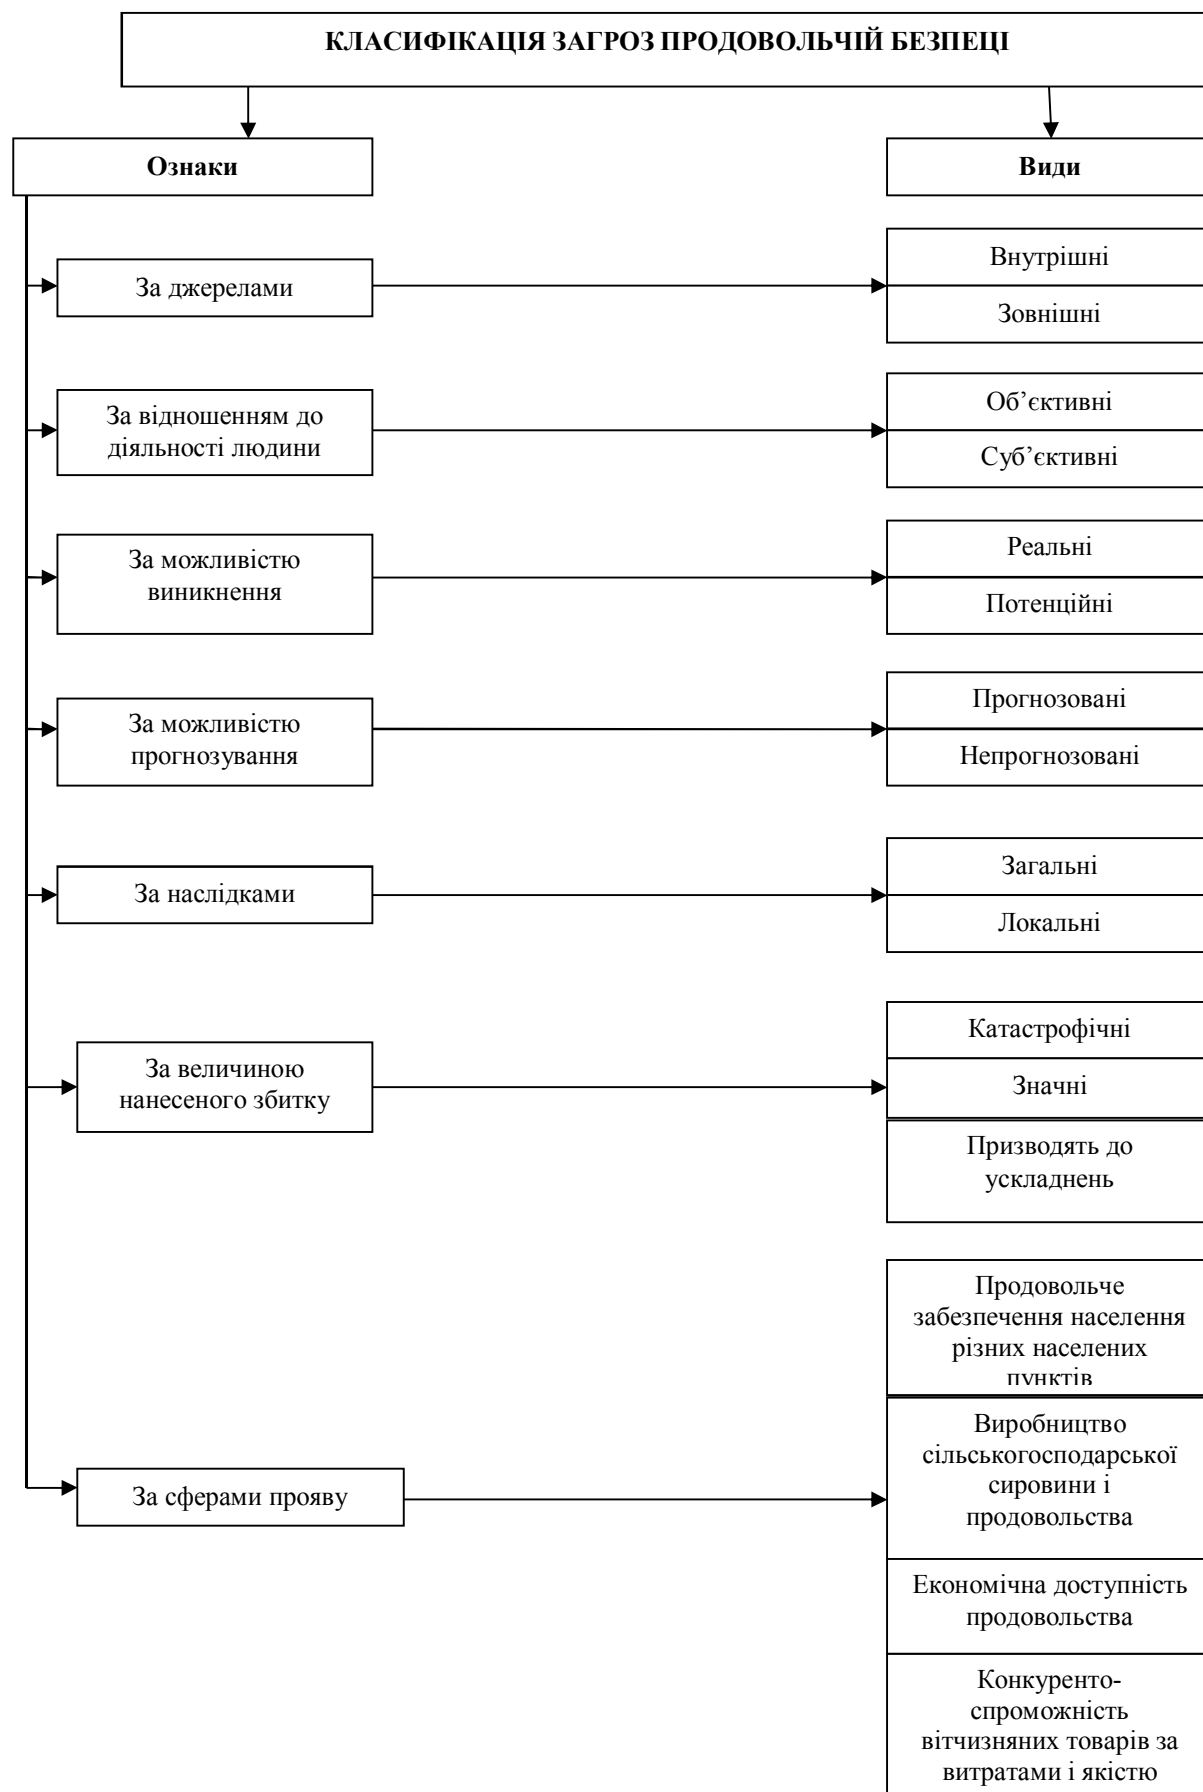 КЛАСИФІКАЦІЯ ЗАГРОЗ ПРОДОВОЛЬЧІЙ БЕЗПЕЦІ
Ознаки
Види
За джерелами
Внутрішні
Зовнішні
За відношенням до
діяльності людини
Об’єктивні
Суб’єктивні
За можливістю
виникнення
Реальні
Потенційні
За можливістю
прогнозування
Прогнозовані
Непрогнозовані
За наслідками
Загальні
Локальні
За величиною
нанесеного збитку
Катастрофічні
Значні
Призводять до
ускладнень
За сферами прояву
Продовольче
забезпечення населення
різних населених
пунктів
Виробництво
сільськогосподарської
сировини і
продовольства
Економічна доступність
продовольства
Конкуренто-
спроможність
вітчизняних товарів за
витратами і якістю